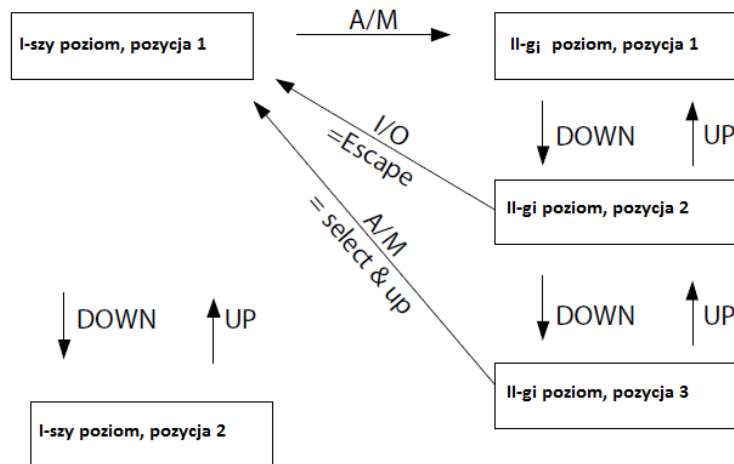 A/M
I-szy poziom, pozycja 1
II-gi poziom, pozycja 1
I/O
=Escape
DOWN
UP
A/M
= select & up
II-gi poziom, pozycja 2
DOWN
UP
DOWN
UP
II-gi poziom, pozycja 3
I-szy poziom, pozycja 2